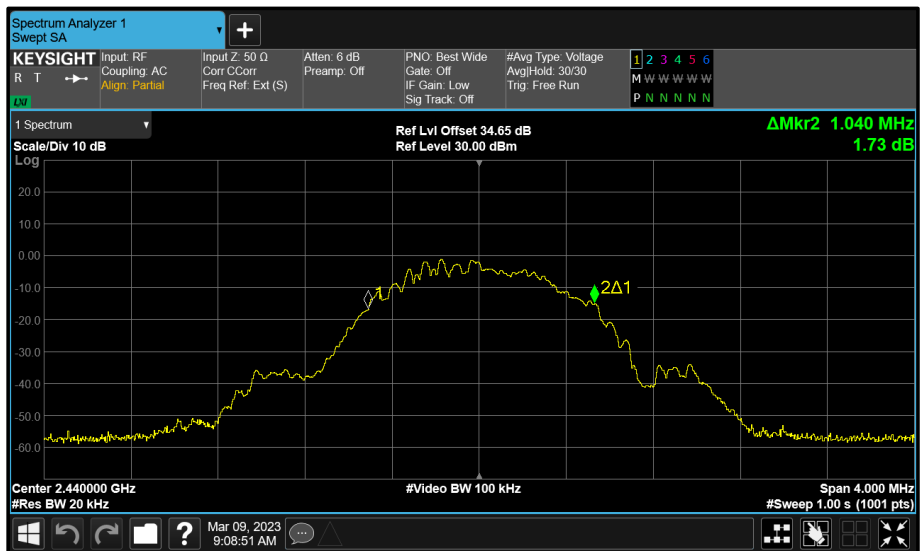 Spectrum Analyzer 1
Swept SA
+
KEYSIGHT
R T
LXI
Input: RF
Coupling: AC
Align: Partial
Input Z: 50 Ω
Corr CCorr
Freq Ref: Ext (S)
Atten: 6 dB
Preamp: Off
PNO: Best Wide
Gate: Off
IF Gain: Low
Sig Track: Off
#Avg Type: Voltage
Avg|Hold: 30/30
Trig: Free Run
1 2 3 4 5 6
M W W W W W
P N N N N N
1 Spectrum
Scale/Div 10 dB
Log
Ref Lvl Offset 34.65 dB
Ref Level 30.00 dBm
ΔMkr2 1.040 MHz
1.73 dB
20.0
10.0
0.00
-10.0
-20.0
-30.0
-40.0
-50.0
-60.0
1
2Δ1
Center 2.440000 GHz
#Res BW 20 kHz
#Video BW 100 kHz
Span 4.000 MHz
#Sweep 1.00 s (1001 pts)
?
Mar 09, 2023
9:08:51 AM